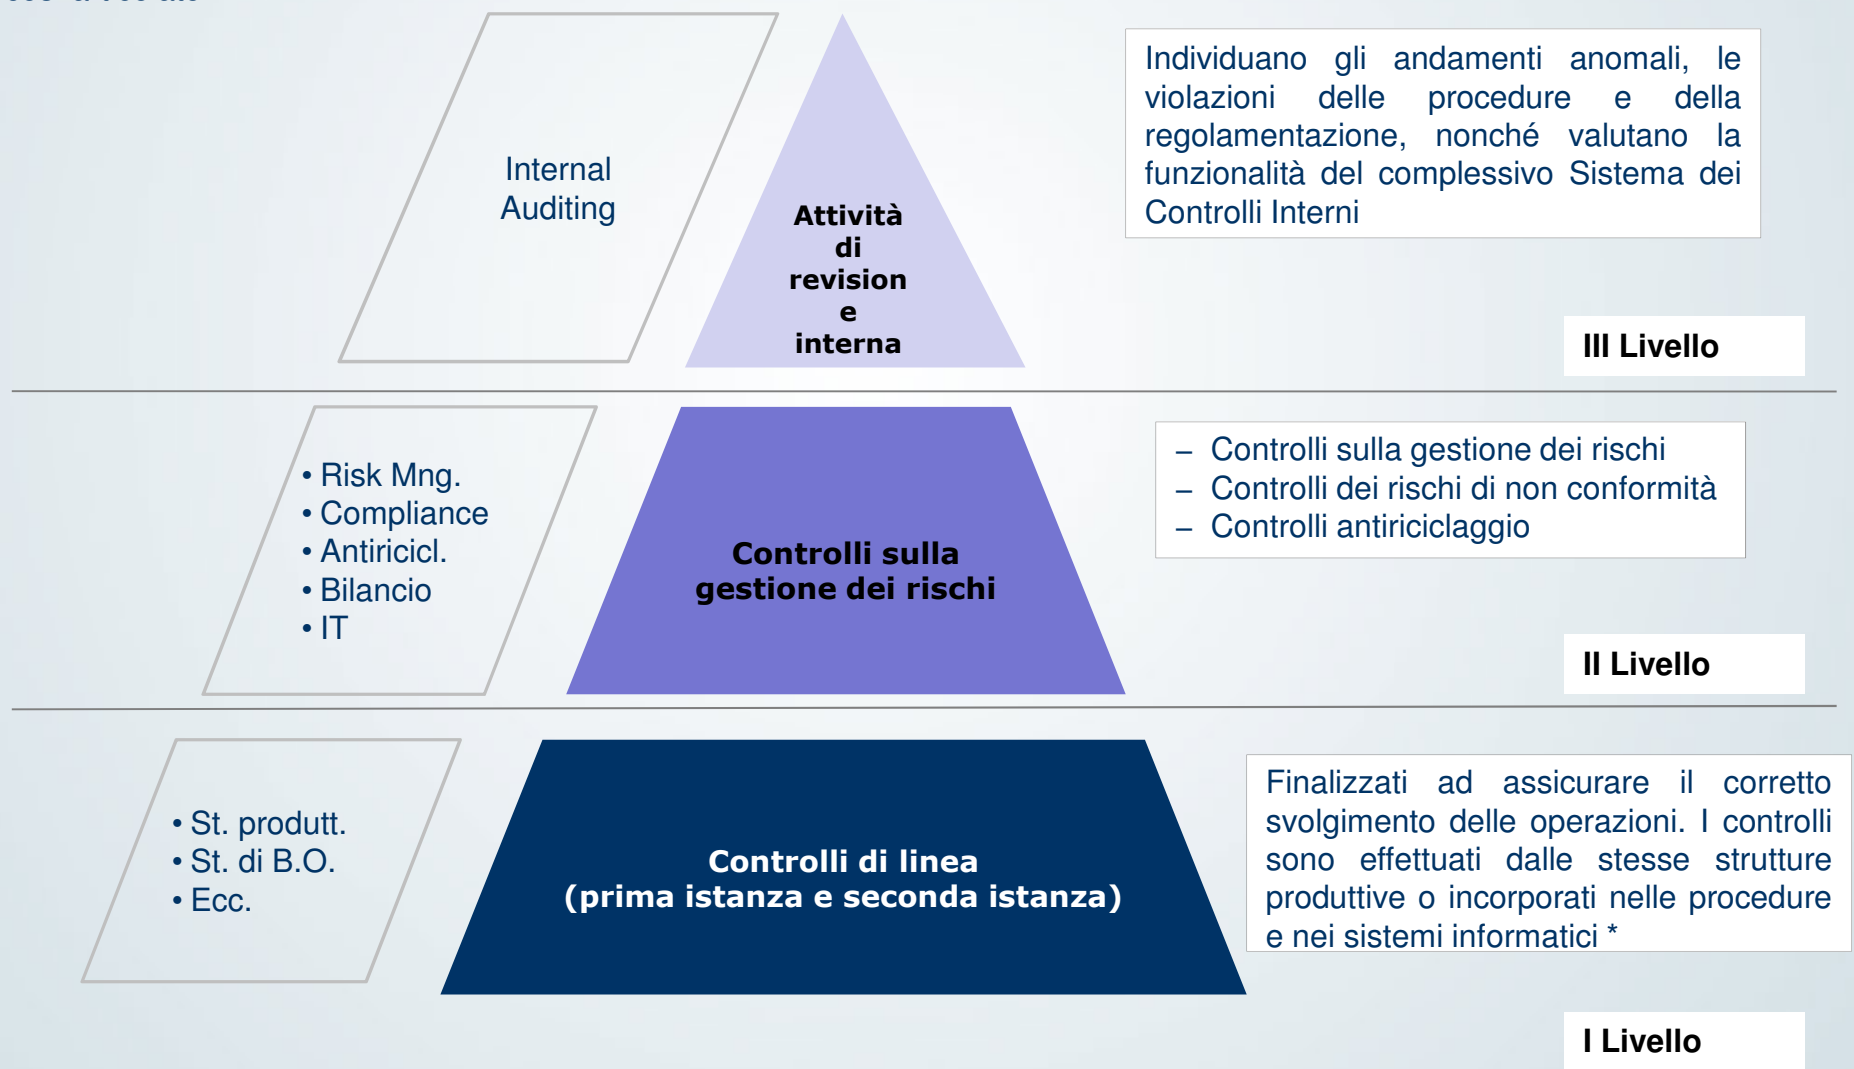 Internal
Auditing
Attività
di
revision
e
interna
Individuano gli andamenti anomali, le
violazioni delle procedure e della
regolamentazione, nonché valutano la
funzionalità del complessivo Sistema dei
Controlli Interni
III Livello
• Risk Mng.
• Compliance
• Antiricicl.
• Bilancio
• IT
Controlli sulla
gestione dei rischi
– Controlli sulla gestione dei rischi
– Controlli dei rischi di non conformità
– Controlli antiriciclaggio
II Livello
• St. produtt.
• St. di B.O.
• Ecc.
Controlli di linea
(prima istanza e seconda istanza)
Finalizzati ad assicurare il corretto
svolgimento delle operazioni. I controlli
sono effettuati dalle stesse strutture
produttive o incorporati nelle procedure
e nei sistemi informatici *
I Livello